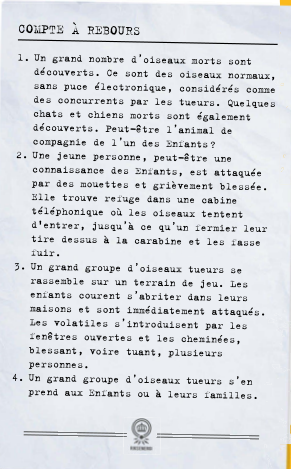 COMPTE À REBOURS
1. Un grand nombre d'oiseaux morts sont
découverts. Ce sont des oiseaux normaux,
sans puce électronique, considérés comme
des concurrents par les tueurs. Quelques
chats et chiens morts sont également
découverts. Peut-être l'animal de
compagnie de l'un des Enfants?
2. Une jeune personne, peut-être une
connaissance des Enfants, est attaquée
par des mouettes et grièvement blessée.
Elle trouve refuge dans une cabine
téléphonique où les oiseaux tentent
d'entrer, jusqu'à ce qu'un fermier leur
tire dessus à la carabine et les fasse
fuir.
3. Un grand groupe d'oiseaux tueurs se
rassemble sur un terrain de jeu. Les
enfants courent s'abriter dans leurs
maisons et sont immédiatement attaqués.
Les volatiles s'introduisent par les
fenêtres ouvertes et les cheminées,
blessant, voire tuant, plusieurs
personnes.
4. Un grand groupe d'oiseaux tueurs s'en
prend aux Enfants ou à leurs familles.